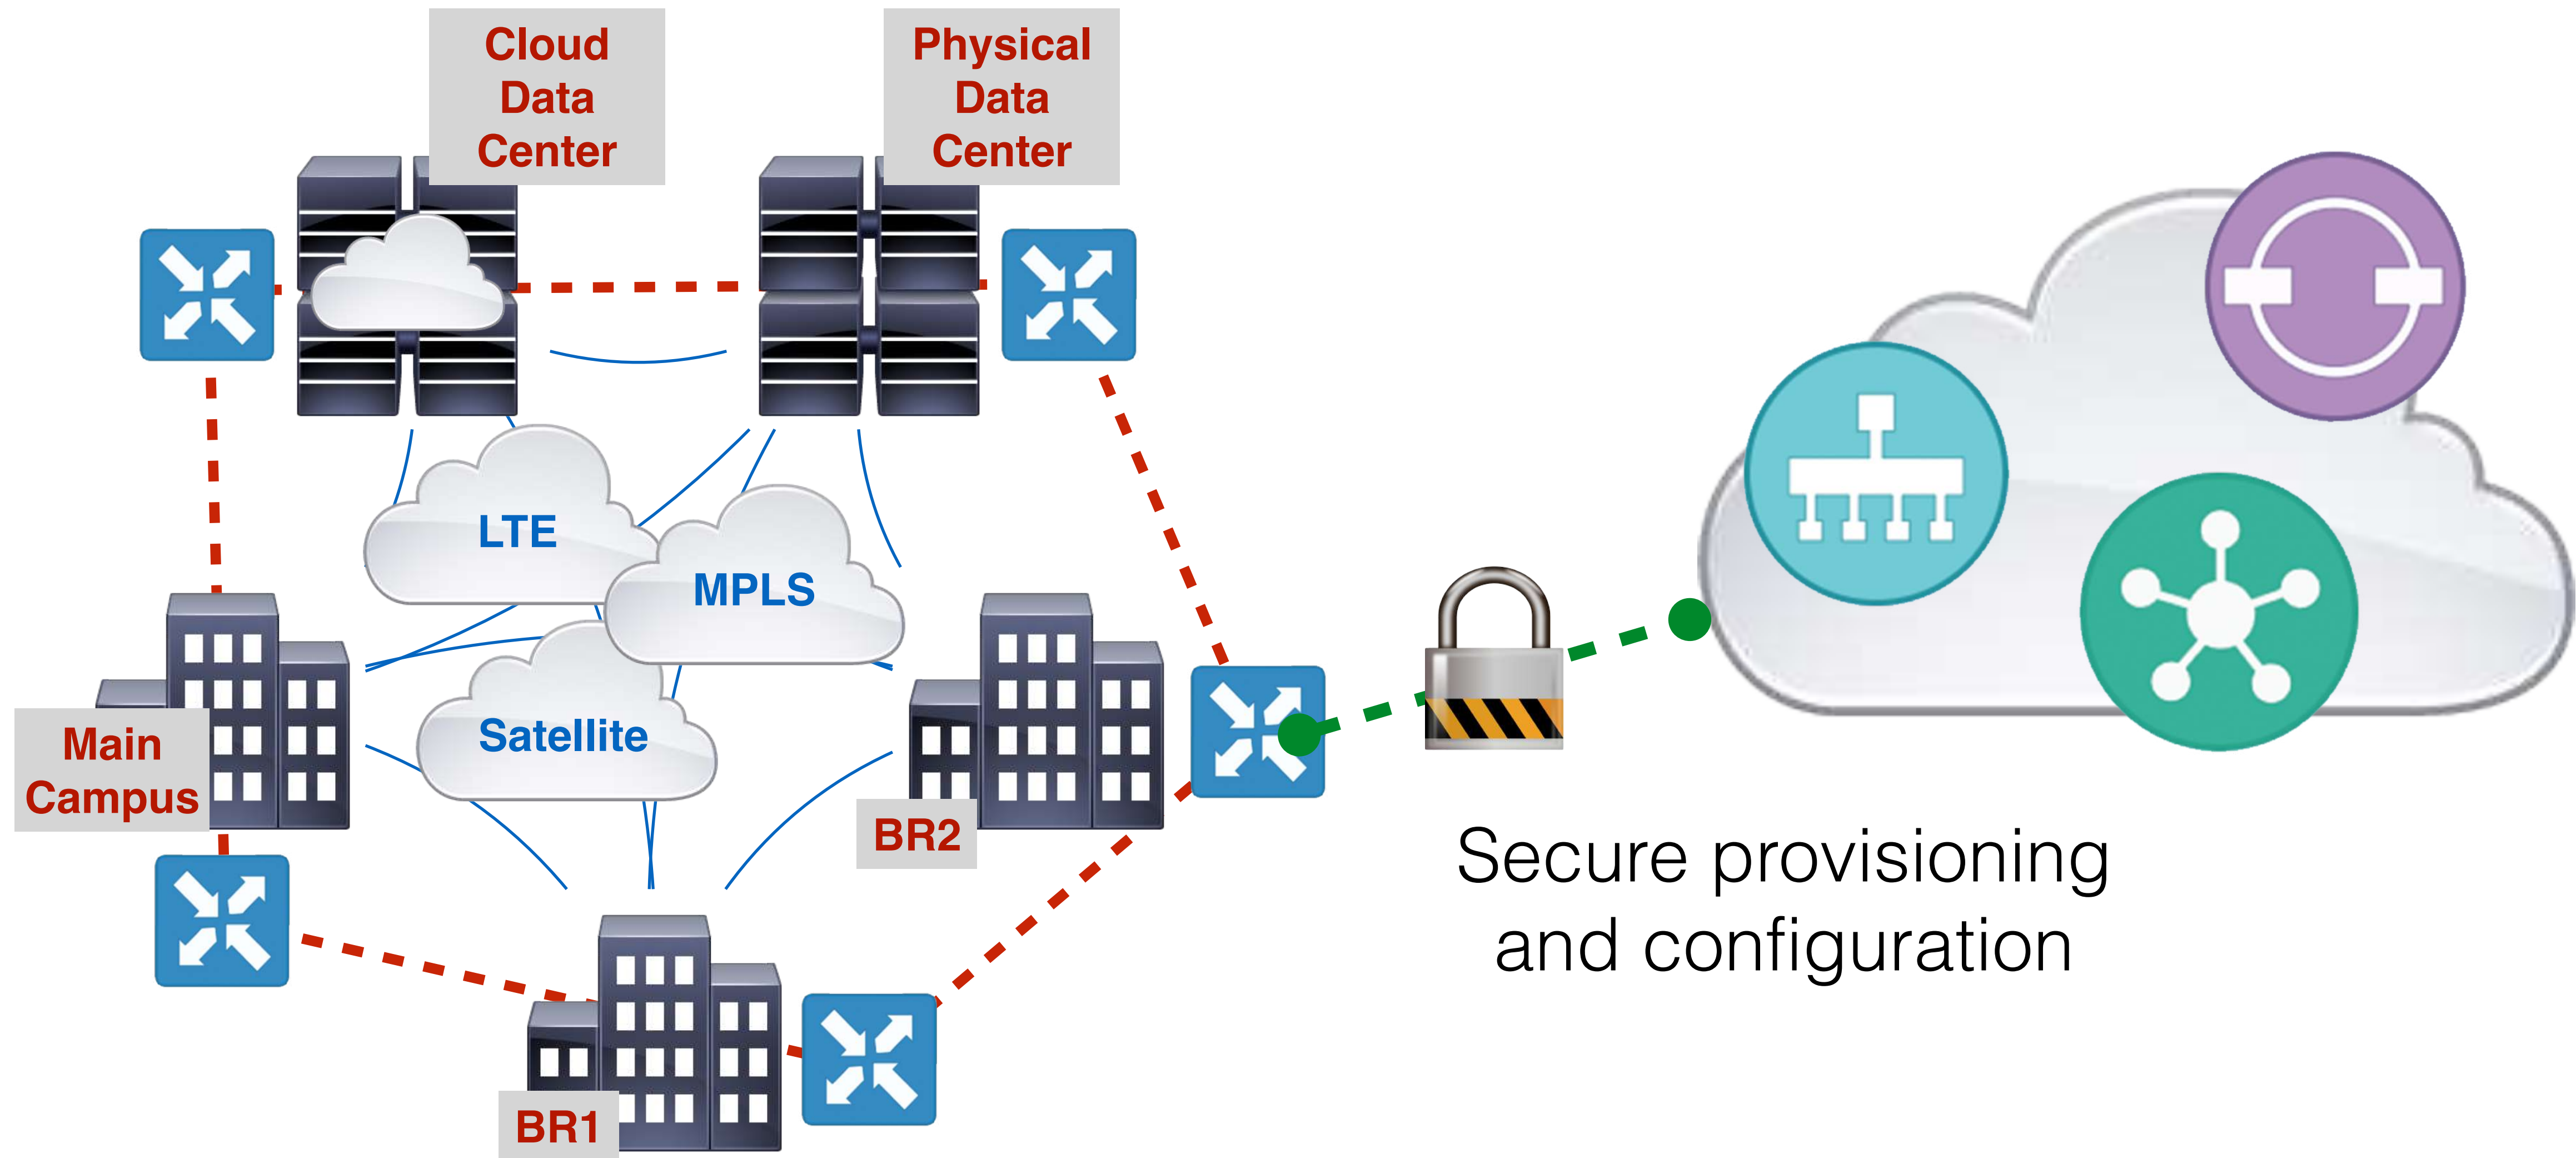 Cloud
Data
Center
Physical
Data
Center
LTE
MPLS
Satellite
Main
Campus
BR2
BR1
Secure provisioning
and configuration